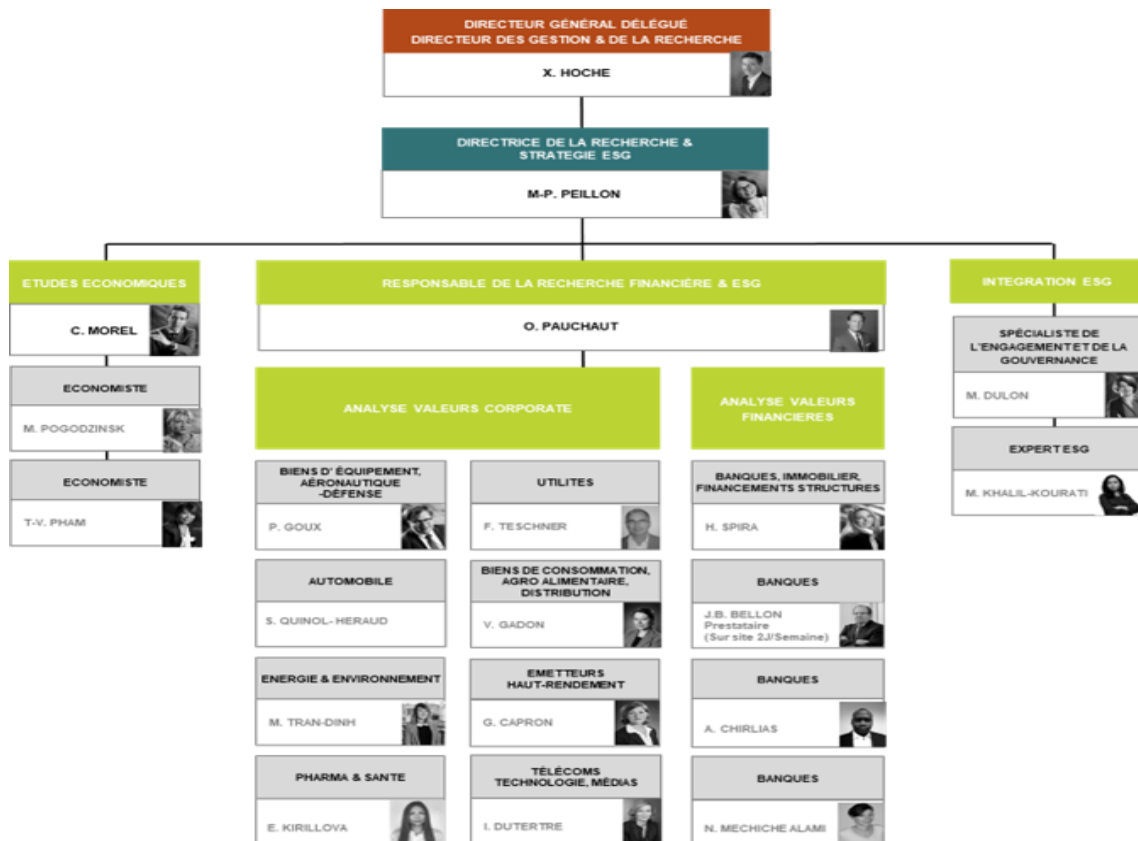 DIRECTEUR GÉNÉRAL DÉLÉGUÉ
DIRECTEUR DES GESTION & DE LA RECHERCHE
X. HOCHE
DIRECTRICE DE LA RECHERCHE &
STRATEGIE ESG
M-P. PEILLON
ETUDES ECONOMIQUES
C. MOREL
ECONOMISTE
M. POGODZINSK
ECONOMISTE
T-V. PHAM
RESPONSABLE DE LA RECHERCHE FINANCIÉRE & ESG
O. PAUCHAUT
ANALYSE VALEURS CORPORATE
BIENS D' ÉQUIPEMENT,
AÉRONAUTIQUE
-DÉFENSE
P. GOUX
UTILITES
F. TESCHNER
AUTOMOBILE
S. QUINOL- HERAUD
BIENS DE CONSOMMATION,
AGRO ALIMENTAIRE,
DISTRIBUTION
V. GADON
ENERGIE & ENVIRONNEMENT
M. TRAN-DINH
EMETTEURS
HAUT-RENDEMENT
G. CAPRON
PHARMA & SANTE
E. KIRILLOVA
TÉLÉCOMS
TECHNOLOGIE, MÉDIAS
I. DUTERTRE
ANALYSE VALEURS
FINANCIERES
BANQUES, IMMOBILIER,
FINANCEMENTS STRUCTURES
H. SPIRA
BANQUES
J.B. BELLON
Prestataire
(Sur site 2J/Semaine)
BANQUES
A. CHIRLIAS
BANQUES
N. MECHICHE ALAMI
INTEGRATION ESG
SPÉCIALISTE DE
L'ENGAGEMENT ET DE LA
GOUVERNANCE
M. DULON
EXPERT ESG
M. KHALIL-KOURATI